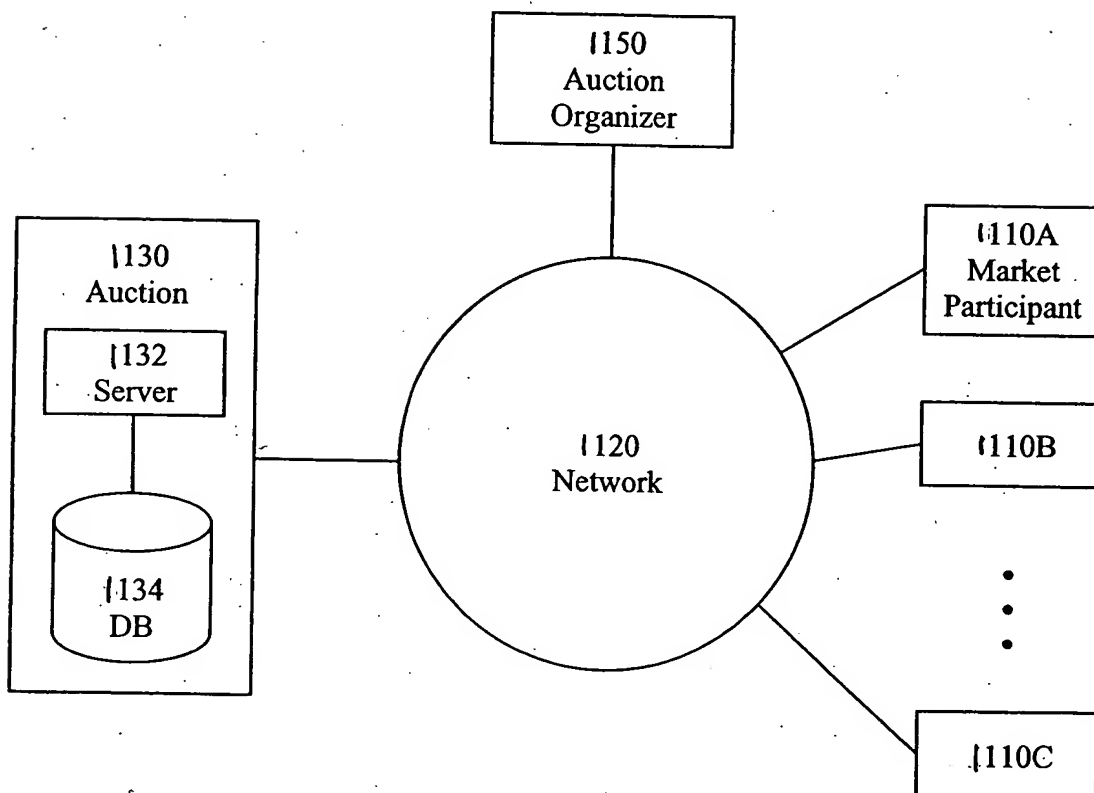 1150
Auction
Organizer
1130
Auction
1132
Server
1134
DB
1120
Network
1110A
Market
Participant
1110B
1110C